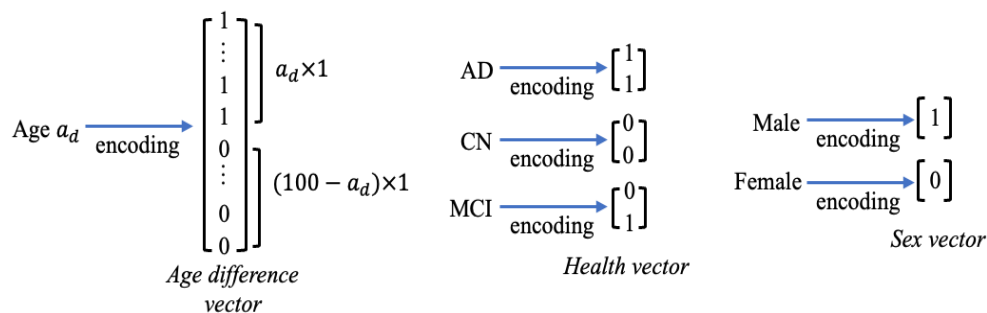 Age a_d
encoding
1
⋮
1
1
0
⋮
0
0
a_d×1
(100 − a_d)×1
Age difference
vector
AD
encoding
1
1
CN
encoding
0
0
MCI
encoding
0
1
Health vector
Male
encoding
1
Female
encoding
0
Sex vector